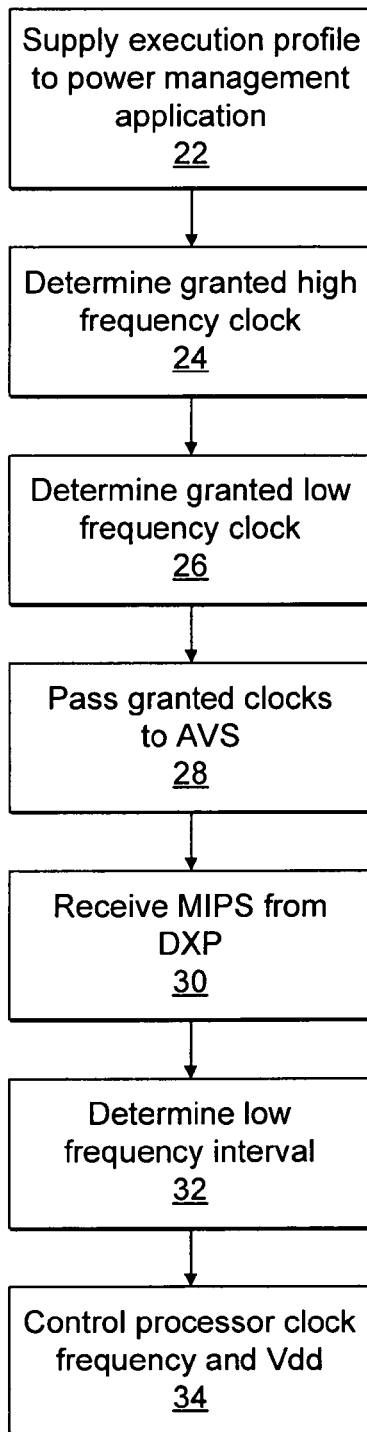 Supply execution profile
to power management
application
22
Determine granted high
frequency clock
24
Determine granted low
frequency clock
26
Pass granted clocks
to AVS
28
Receive MIPS from
DXP
30
Determine low
frequency interval
32
Control processor clock
frequency and Vdd
34